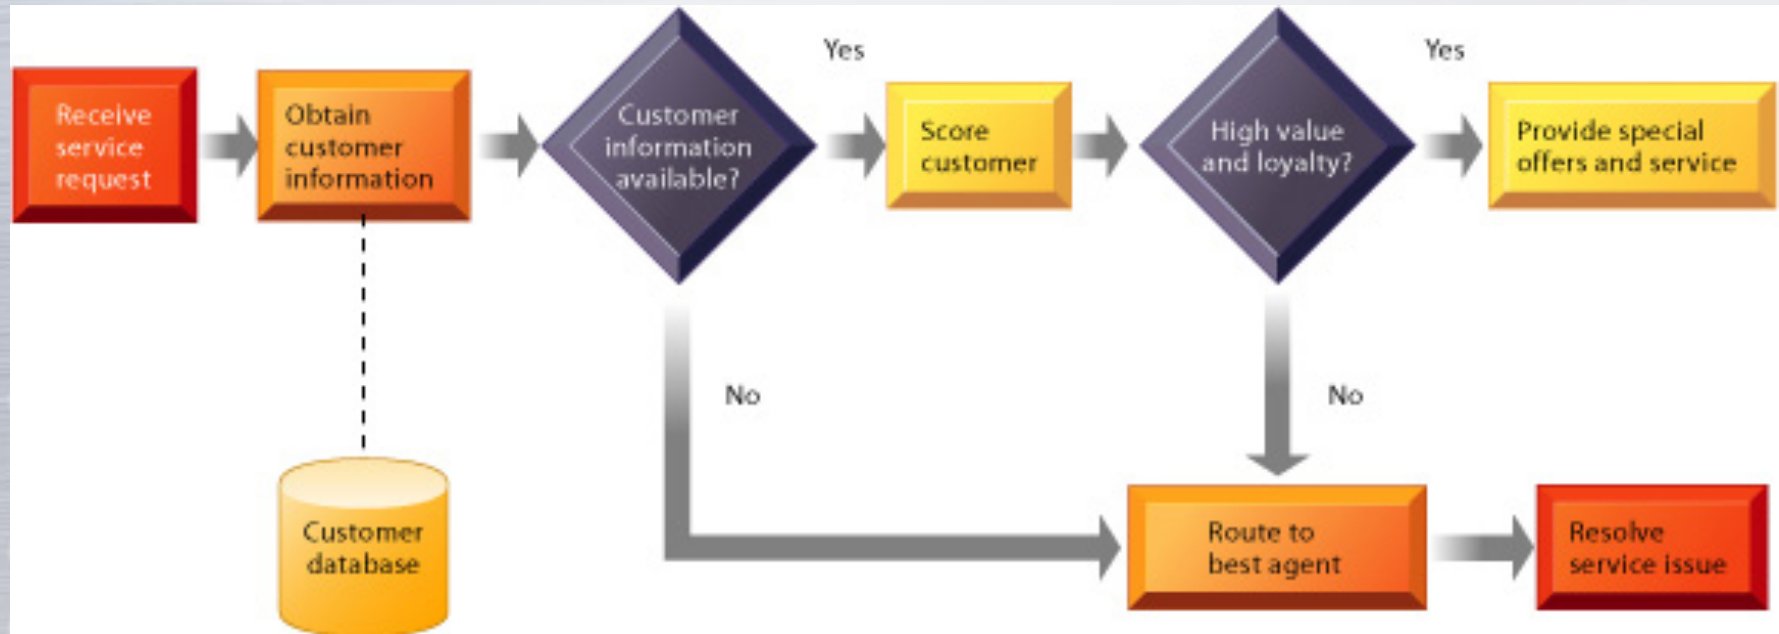 Receive
service
request
Obtain
customer
information
Customer
information
available?
Yes
Score
customer
High value
and loyalty?
Yes
Provide special
offers and service
No
No
Customer
database
Route to
best agent
Resolve
service issue